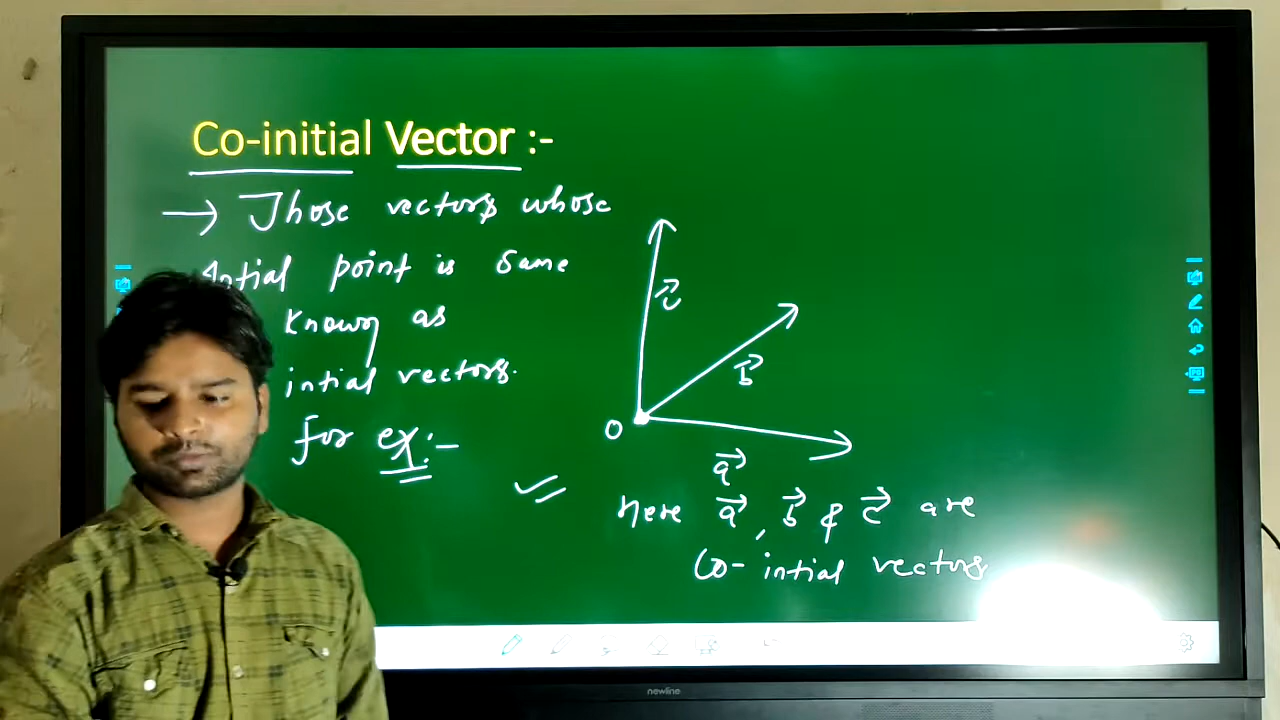 Co-initial Vector :-
→ Those vectors whose
Intial point is same
known as
intial vectors.
for ex:-
c⃗
b⃗
O
a⃗
Here a⃗, b⃗ & c⃗ are
Co-intial vectors
newline